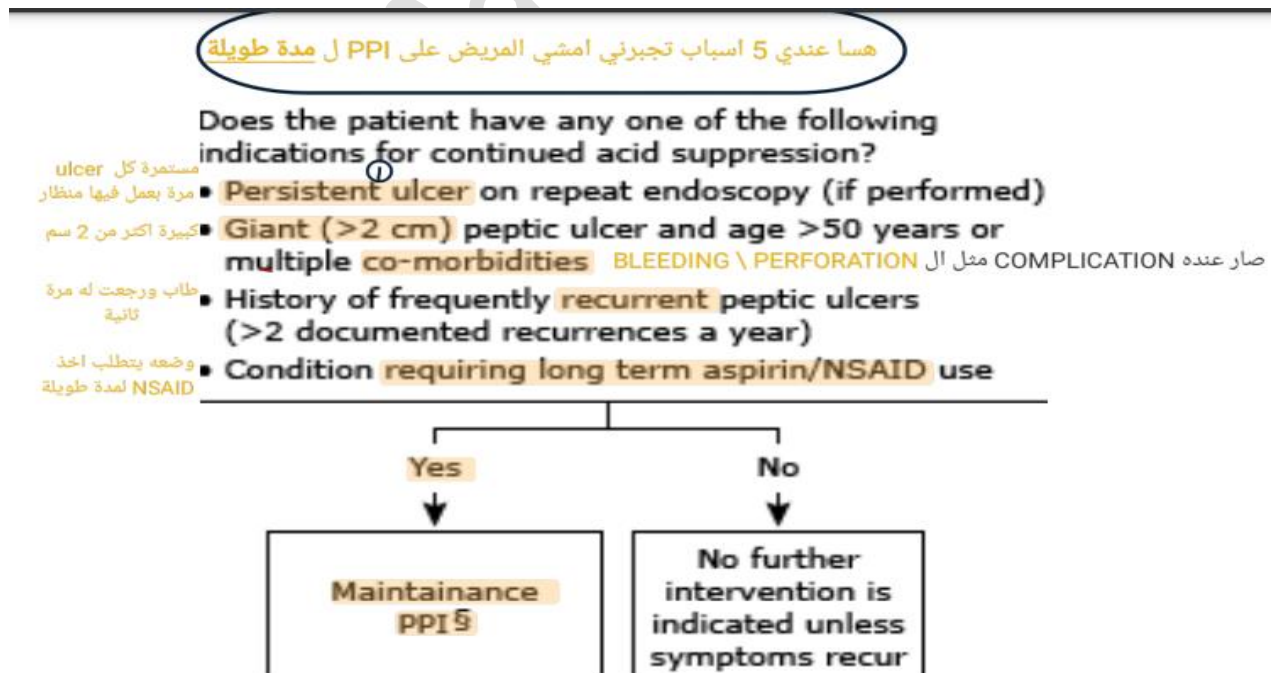 هسا عندي 5 اسباب تجبرني امشي المريض على PPI ل مدة طويلة
Does the patient have any one of the following
indications for continued acid suppression?
1
مستمرة كل ulcer
مرة بعمل فيها منظار
• Persistent ulcer on repeat endoscopy (if performed)
كبيرة اكثر من 2 سم
• Giant (>2 cm) peptic ulcer and age >50 years or
multiple co-morbidities
صار عنده COMPLICATION مثل ال BLEEDING \ PERFORATION
طاب ورجعت له مرة
ثانية
• History of frequently recurrent peptic ulcers
(>2 documented recurrences a year)
وضعه يتطلب اخذ
NSAID لمدة طويلة
• Condition requiring long term aspirin/NSAID use
Yes
No
Maintainance
PPI§
No further
intervention is
indicated unless
symptoms recur